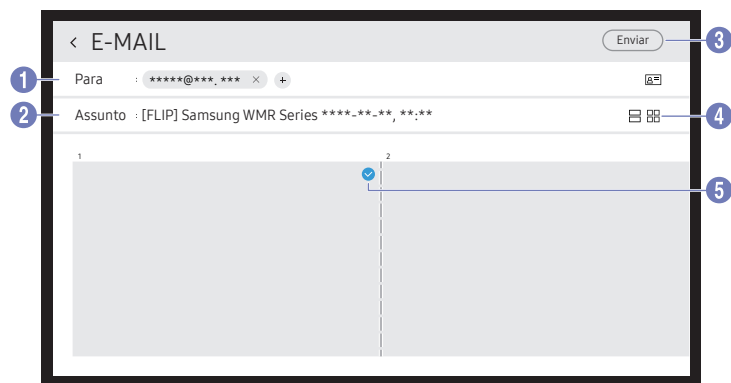 < E-MAIL Enviar 3
1 Para : *****@***.*** × +
2 Assunto : [FLIP] Samsung WMR Series ****-**-**, **:** 4
1 2
5